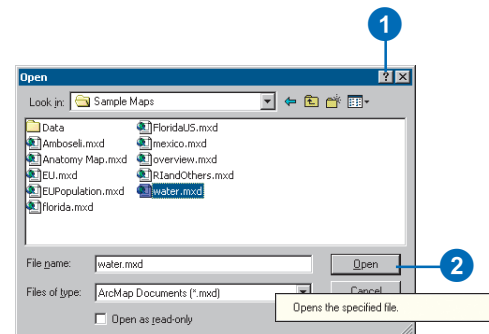 1
Open
Look in: Sample Maps
Data
Amboseli.mxd
Anatomy Map.mxd
EU.mxd
EUPopulation.mxd
florida.mxd
FloridaUS.mxd
mexico.mxd
overview.mxd
RIandOthers.mxd
water.mxd
File name: water.mxd Open
2
Files of type: ArcMap Documents (*.mxd) Cancel
Opens the specified file.
Open as read-only